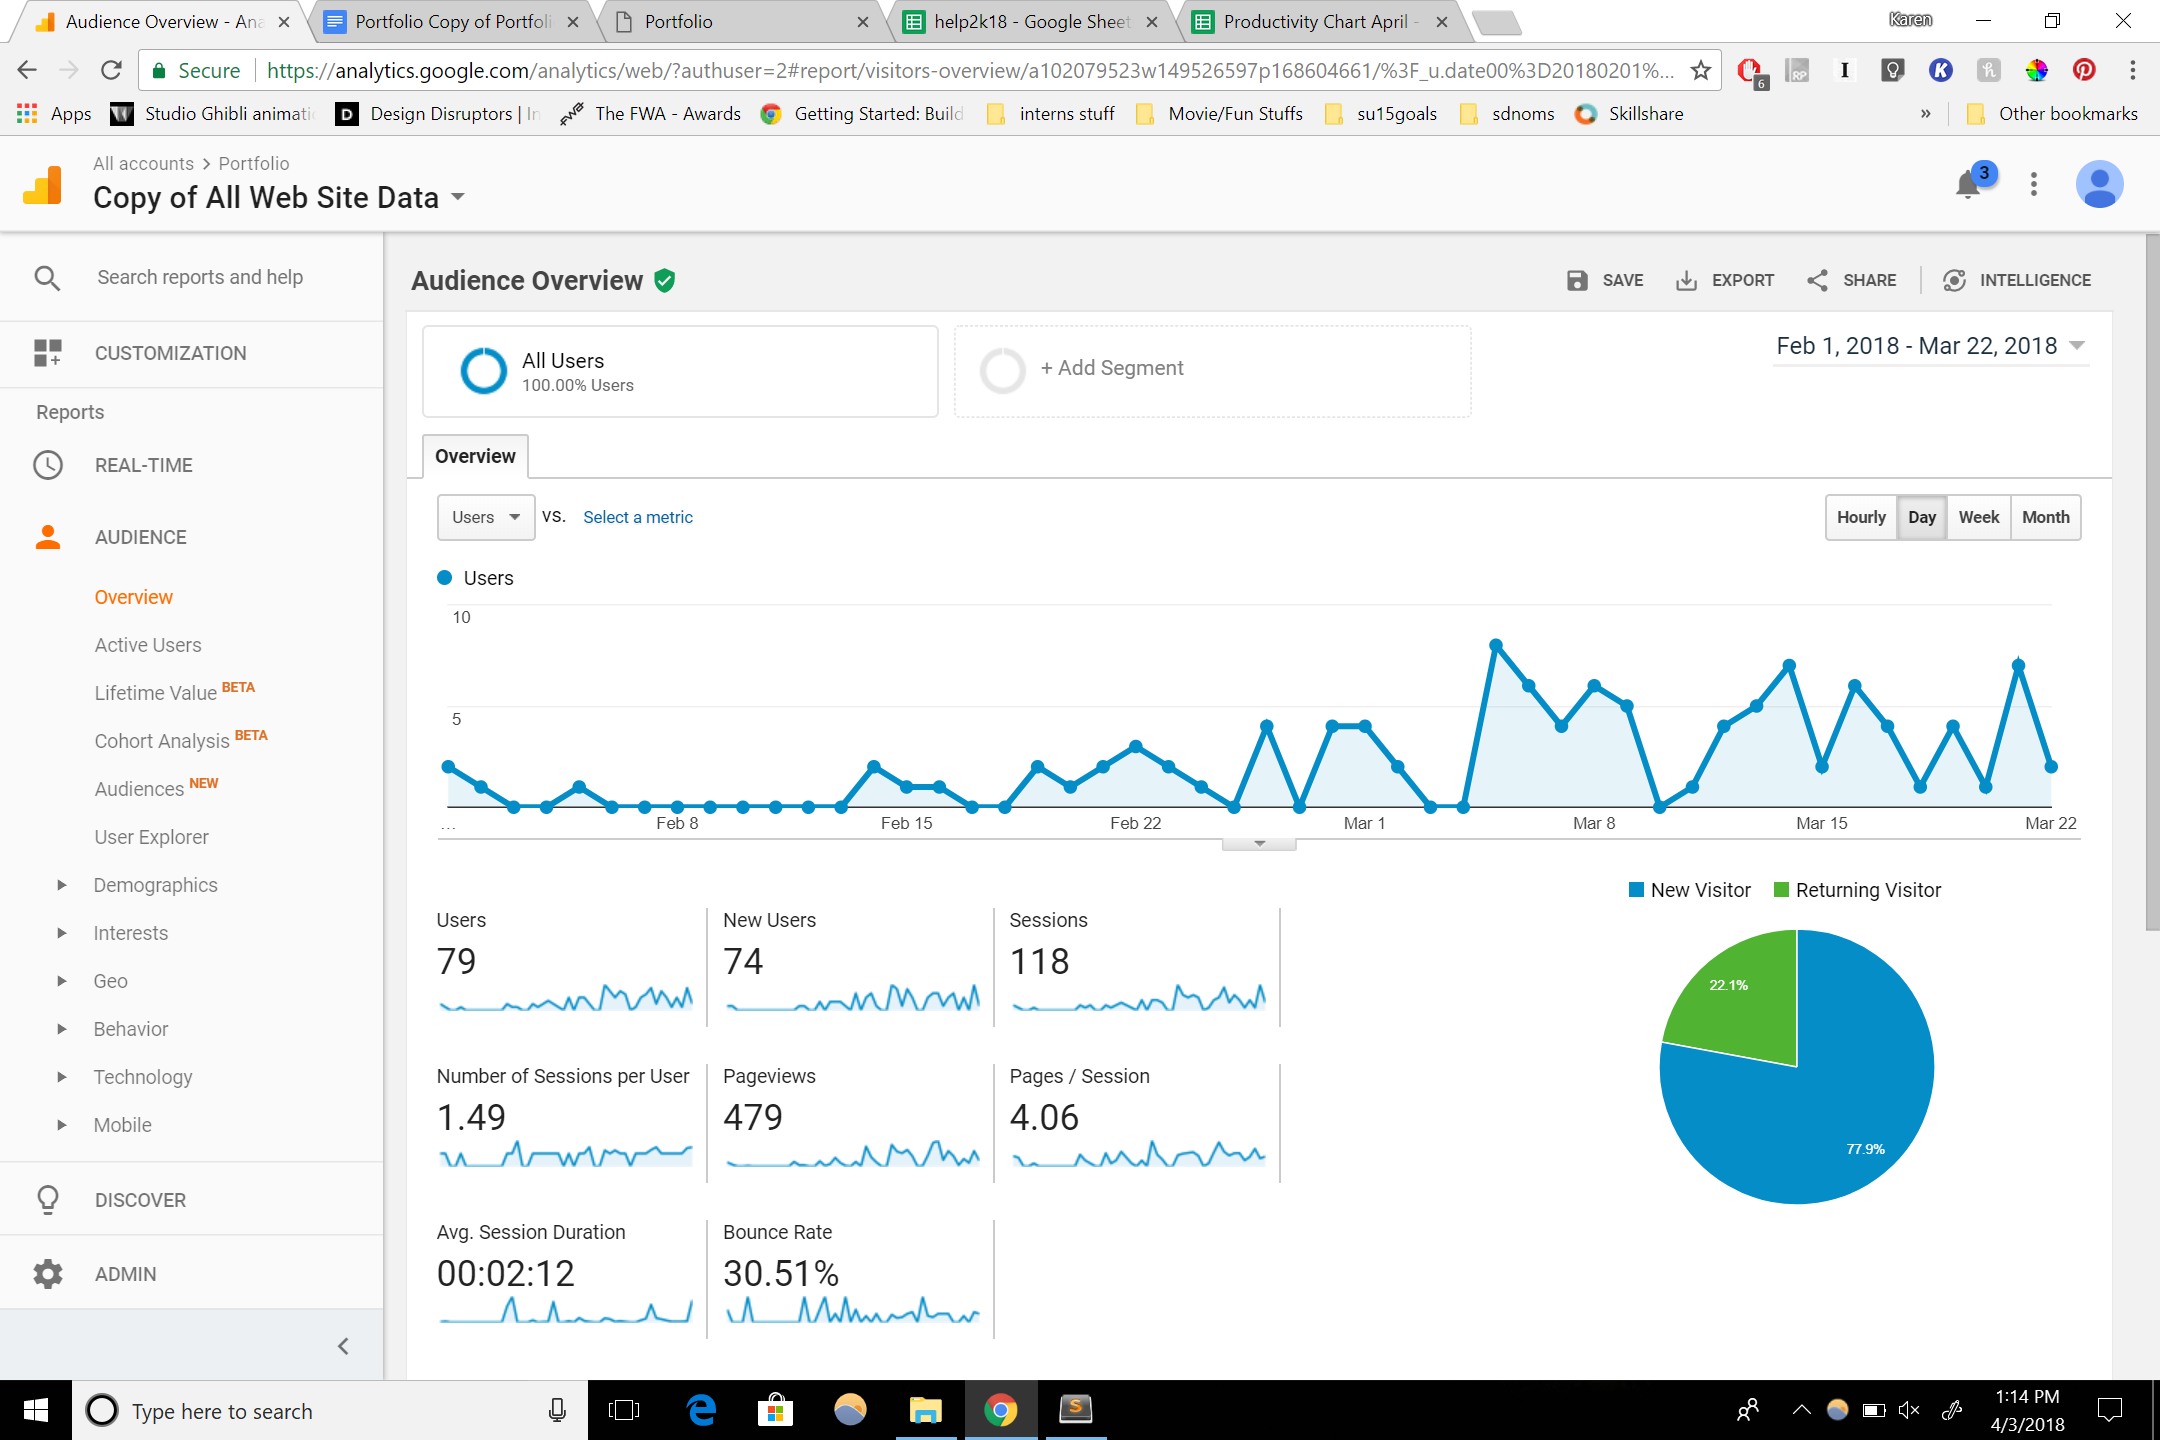 Audience Overview - Ana
Portfolio Copy of Portfoli
Portfolio
help2k18 - Google Sheet
Productivity Chart April -
Karen
Secure
https://analytics.google.com/analytics/web/?authuser=2#report/visitors-overview/a102079523w149526597p168604661/%3F_u.date00%3D20180201%...
6
RP
I
K
h
Apps
Studio Ghibli animati
D
Design Disruptors | In
The FWA - Awards
Getting Started: Build
interns stuff
Movie/Fun Stuffs
su15goals
sdnoms
Skillshare
»
Other bookmarks
All accounts > Portfolio
Copy of All Web Site Data
3
Search reports and help
CUSTOMIZATION
Reports
REAL-TIME
AUDIENCE
Overview
Active Users
Lifetime Value BETA
Cohort Analysis BETA
Audiences NEW
User Explorer
Demographics
Interests
Geo
Behavior
Technology
Mobile
DISCOVER
ADMIN
Audience Overview
SAVE
EXPORT
SHARE
INTELLIGENCE
All Users
100.00% Users
+ Add Segment
Feb 1, 2018 - Mar 22, 2018
Overview
Users
VS.
Select a metric
Hourly
Day
Week
Month
Users
10
5
...
Feb 8
Feb 15
Feb 22
Mar 1
Mar 8
Mar 15
Mar 22
New Visitor
Returning Visitor
22.1%
77.9%
Users
79
New Users
74
Sessions
118
Number of Sessions per User
1.49
Pageviews
479
Pages / Session
4.06
Avg. Session Duration
00:02:12
Bounce Rate
30.51%
Type here to search
S
1:14 PM
4/3/2018